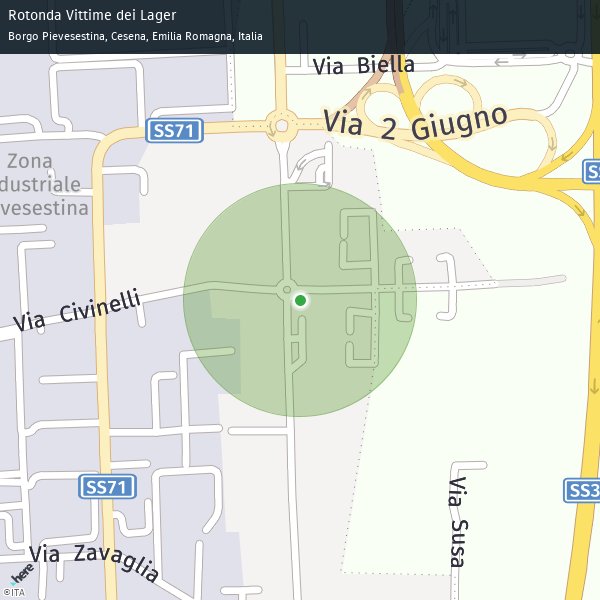 Rotonda Vittime dei Lager
Borgo Pievesestina, Cesena, Emilia Romagna, Italia
Via Biella
Via 2 Giugno
SS71
Zona
dustriale
evesestina
Via Civinelli
SS71
SS3
Via Susa
Via Zavaglia
here
©ITA